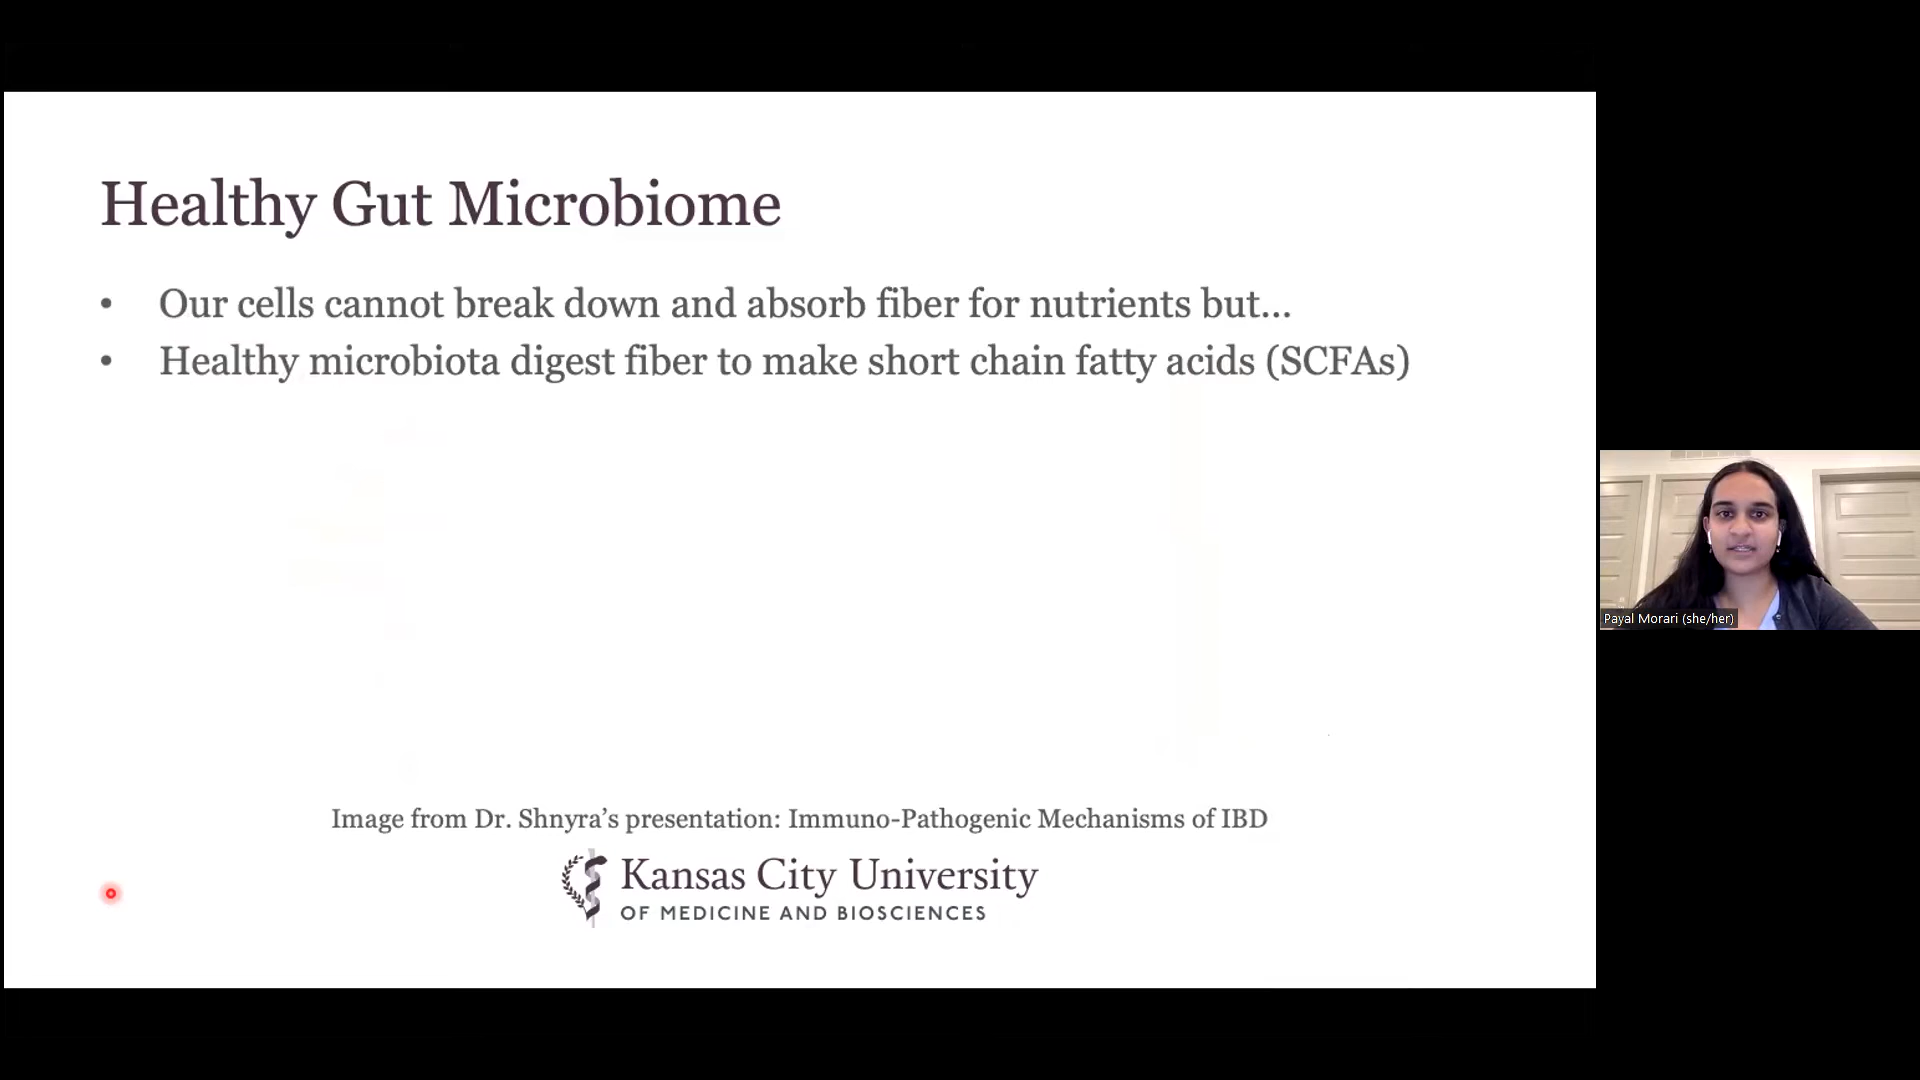 Healthy Gut Microbiome
• Our cells cannot break down and absorb fiber for nutrients but...
• Healthy microbiota digest fiber to make short chain fatty acids (SCFAs)
Image from Dr. Shnyra’s presentation: Immuno-Pathogenic Mechanisms of IBD
Kansas City University
OF MEDICINE AND BIOSCIENCES
Payal Morari (she/her)